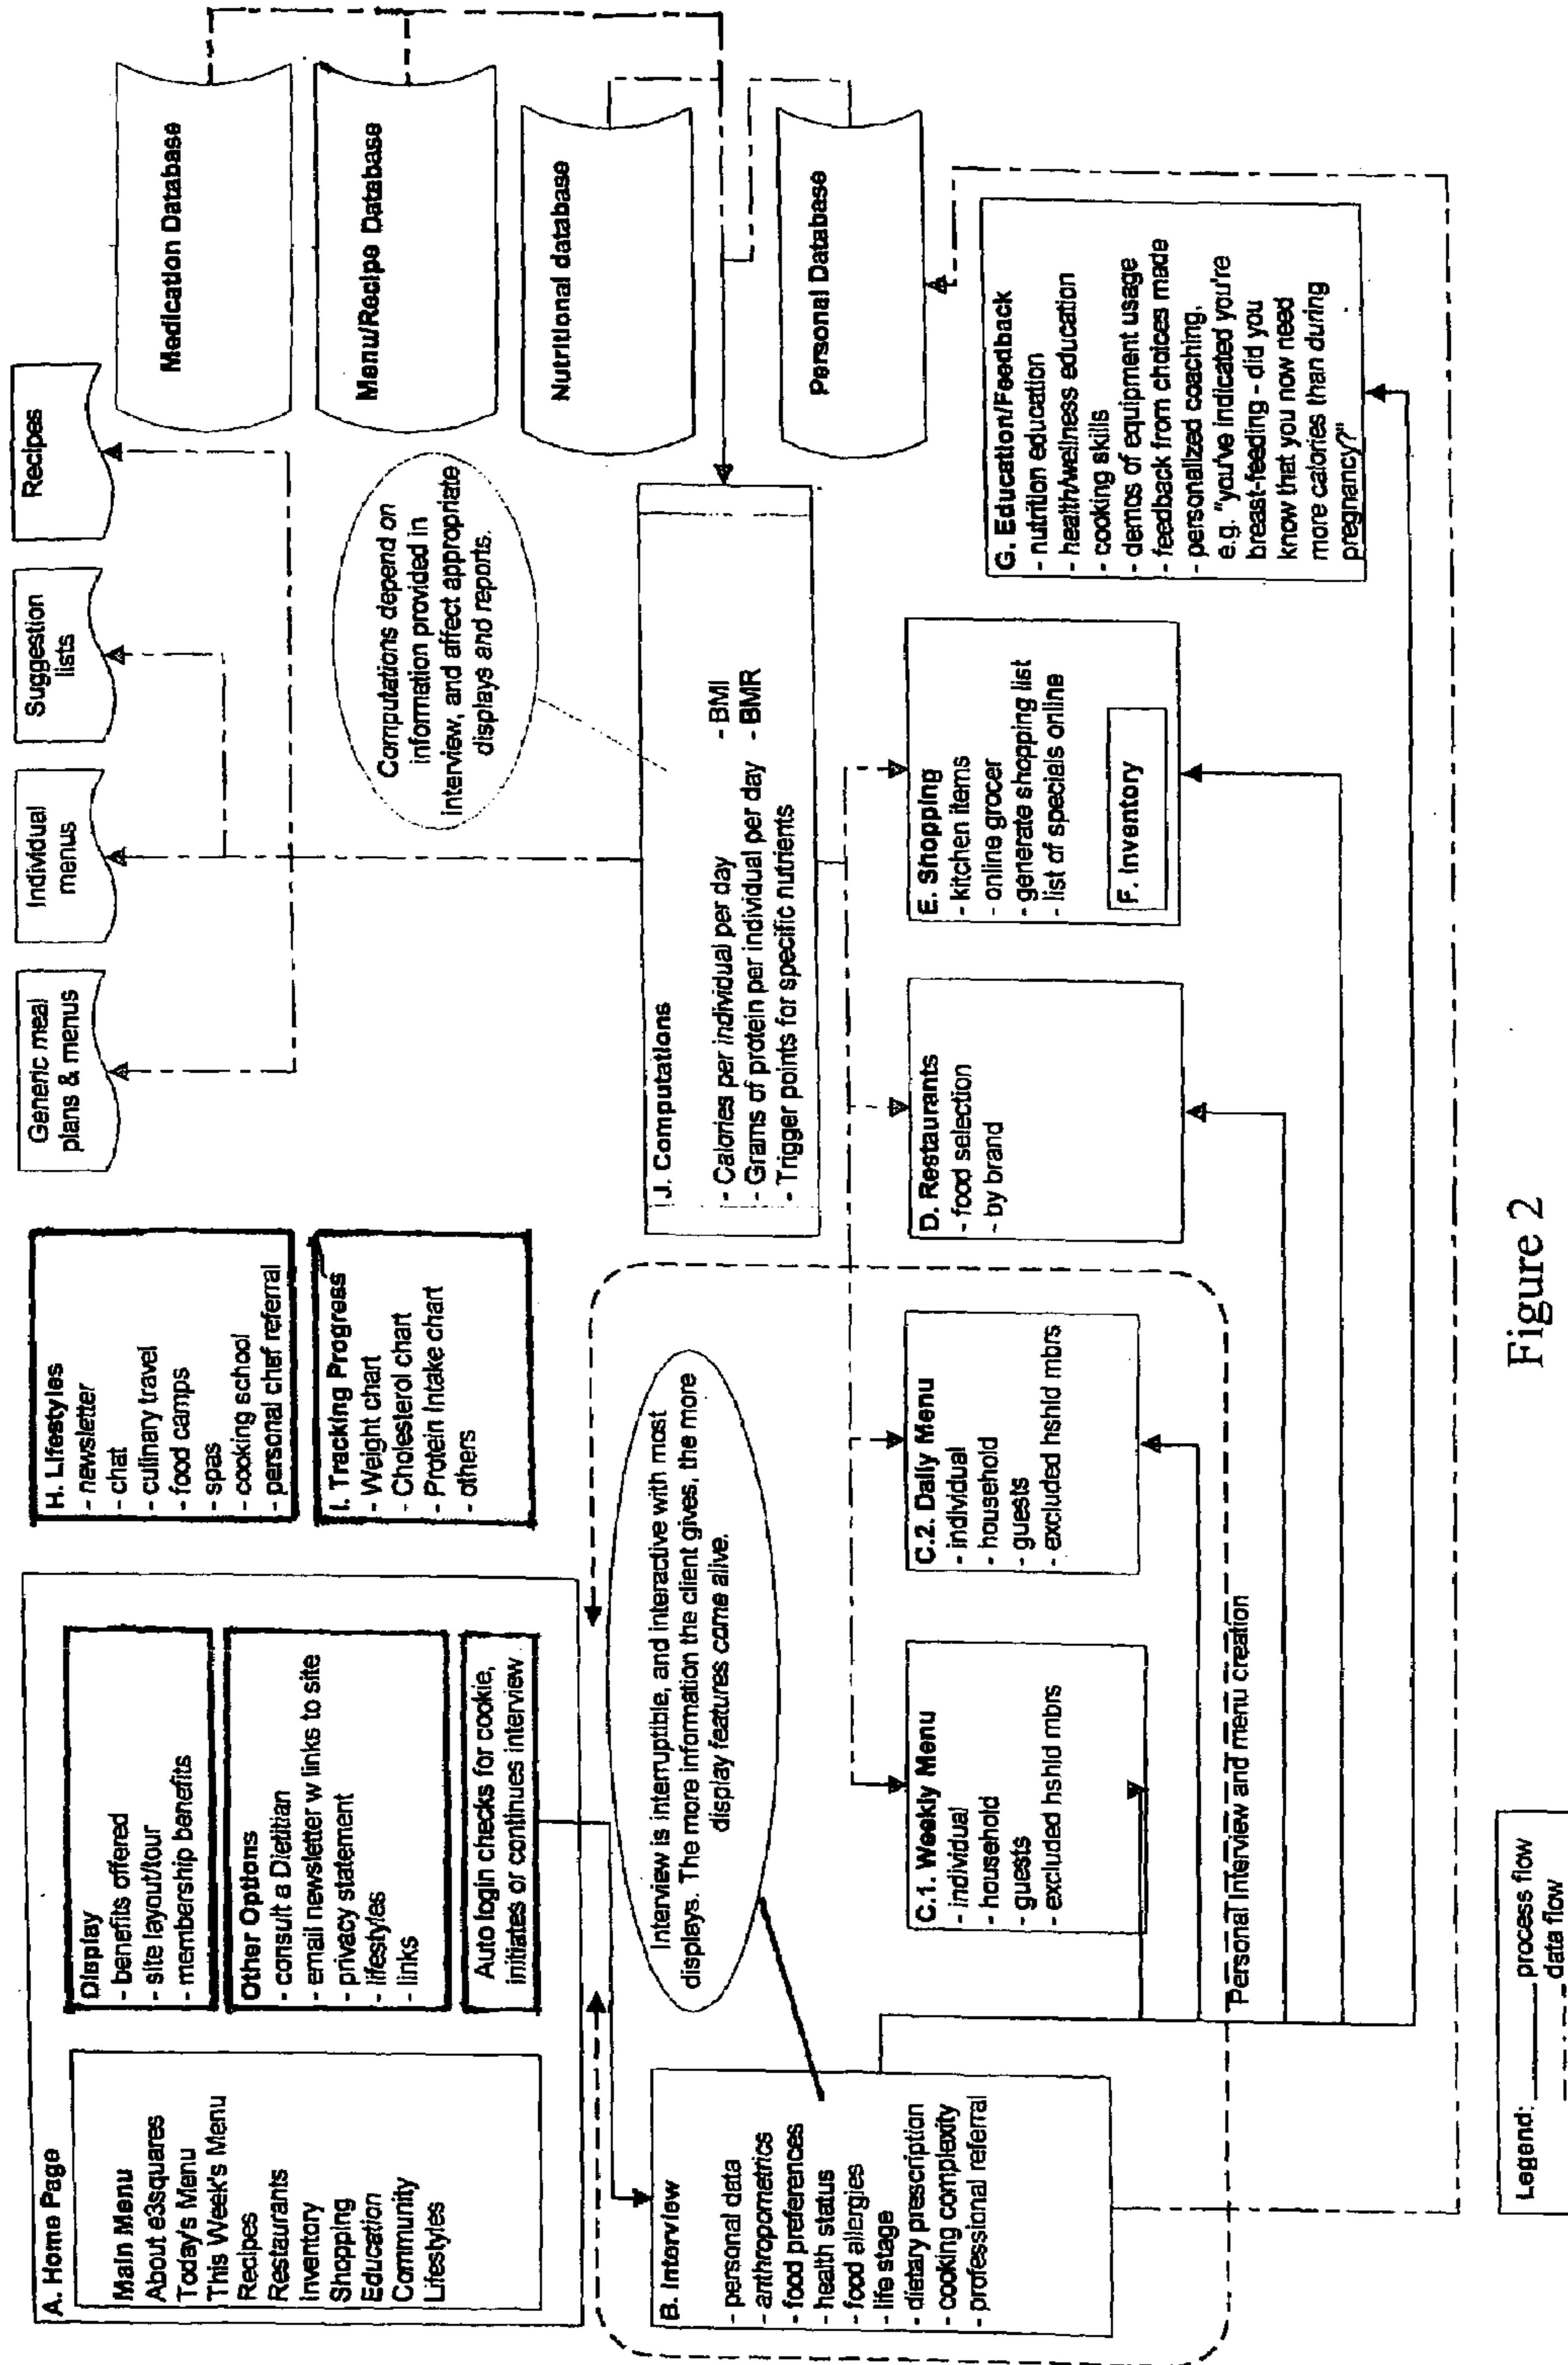 A. Home Page
Main Menu
About e3squares
Today's Menu
This Week's Menu
Recipes
Restaurants
Inventory
Shopping
Education
Community
Lifestyles
Display
- benefits offered
- site layout/tour
- membership benefits
Other Options
- consult a Dietitian
- email newsletter w links to site
- privacy statement
- lifestyles
- links
Auto login checks for cookie,
initiates or continues interview
H. Lifestyles
- newsletter
- chat
- culinary travel
- food camps
- spas
- cooking school
- personal chef referral
I. Tracking Progress
- Weight chart
- Cholesterol chart
- Protein Intake chart
- others
Generic meal
plans & menus
Individual
menus
Suggestion
lists
Recipes
Medication Database
Menu/Recipe Database
Nutritional database
Personal Database
Computations depend on
information provided in
interview, and affect appropriate
displays and reports.
J. Computations
- Calories per individual per day - BMI
- Grams of protein per individual per day - BMR
- Trigger points for specific nutrients
Interview is interruptible, and interactive with most
displays. The more information the client gives, the more
display features come alive.
B. Interview
- personal data
- anthropometrics
- food preferences
- health status
- food allergies
- life stage
- dietary prescription
- cooking complexity
- professional referral
C.1. Weekly Menu
- individual
- household
- guests
- excluded hshld mbrs
C.2. Daily Menu
- individual
- household
- guests
- excluded hshld mbrs
D. Restaurants
- food selection
- by brand
E. Shopping
- kitchen items
- online grocer
- generate shopping list
- list of specials online
F. Inventory
G. Education/Feedback
- nutrition education
- health/wellness education
- cooking skills
- demos of equipment usage
- feedback from choices made
- personalized coaching,
e.g. "you've indicated you're
breast-feeding - did you
know that you now need
more calories than during
pregnancy?"
Personal Interview and menu creation
Legend: process flow
data flow
Figure 2